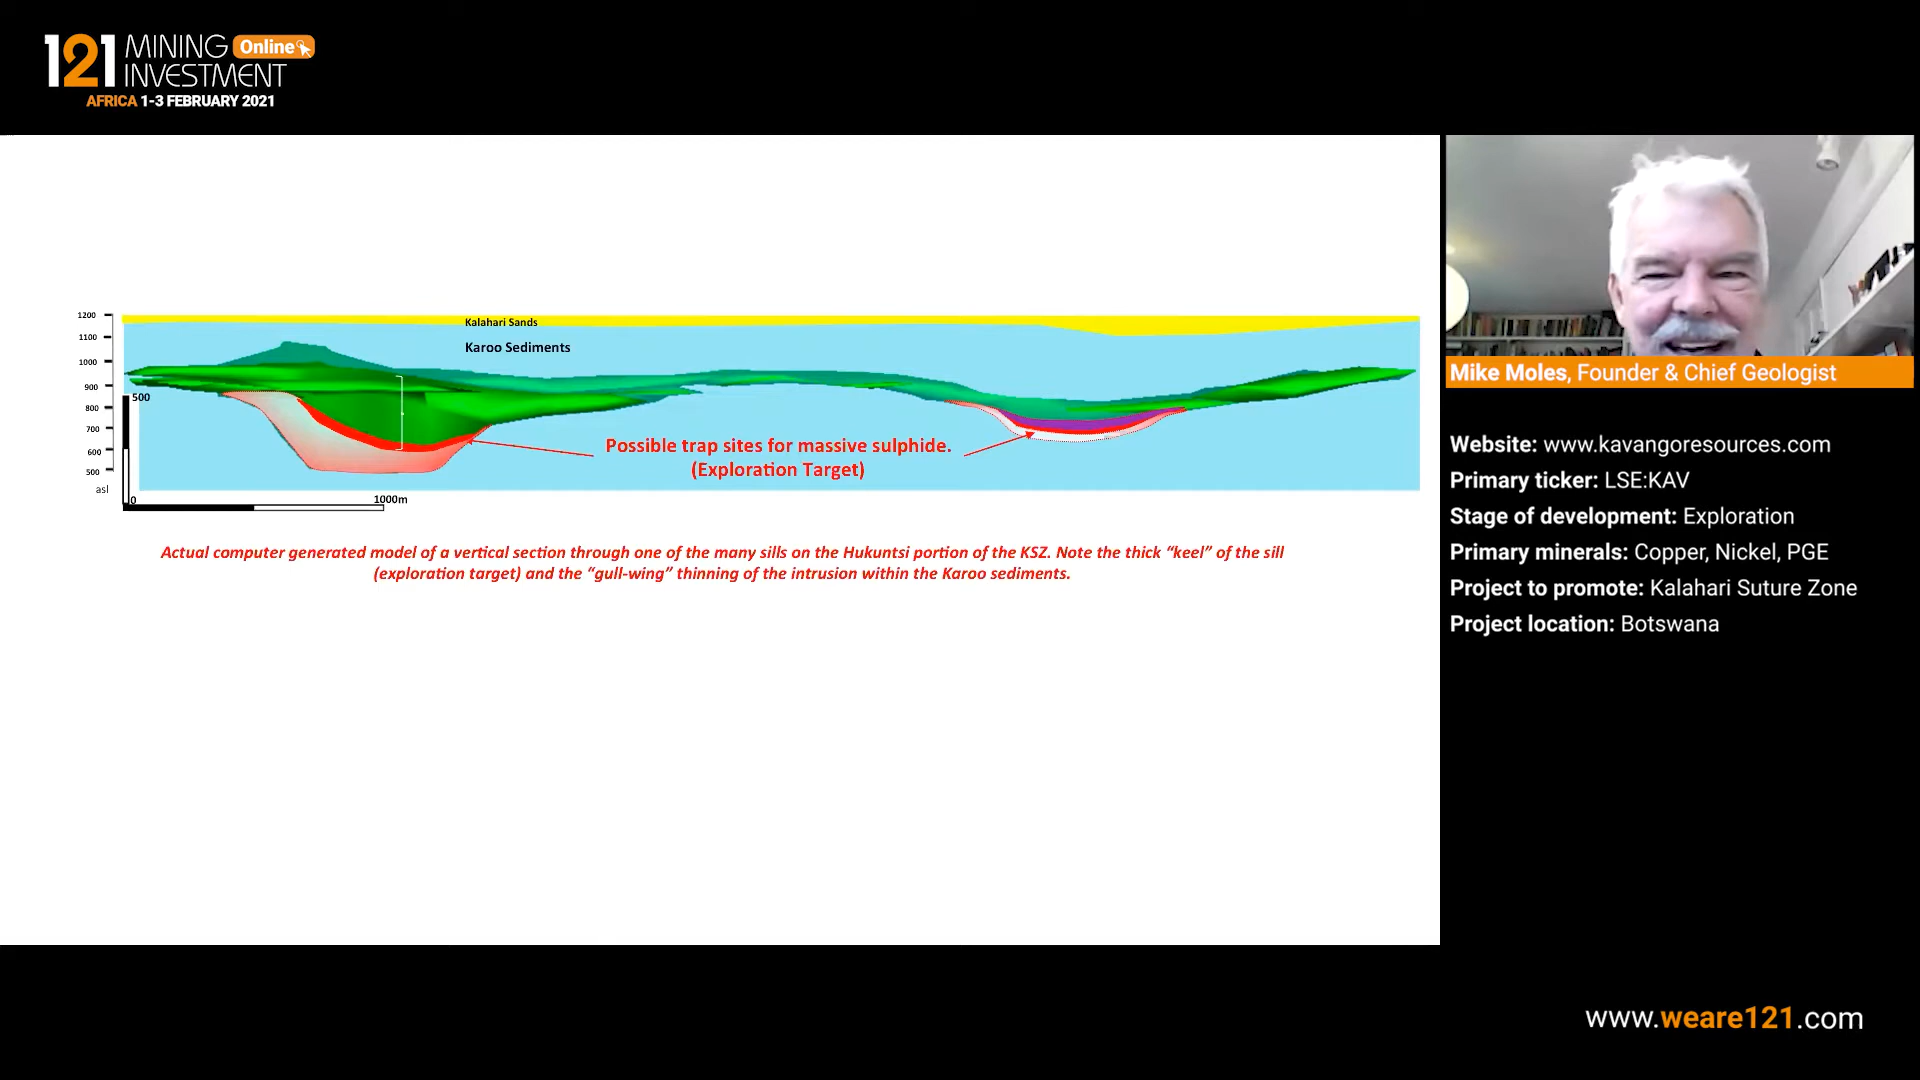 121 MINING Online
INVESTMENT
AFRICA 1-3 FEBRUARY 2021
1200
1100
1000
900
800
700
600
500
asl
500
0
1000m
Kalahari Sands
Karoo Sediments
Possible trap sites for massive sulphide.
(Exploration Target)
Actual computer generated model of a vertical section through one of the many sills on the Hukuntsi portion of the KSZ. Note the thick “keel” of the sill
(exploration target) and the “gull-wing” thinning of the intrusion within the Karoo sediments.
Mike Moles, Founder & Chief Geologist
Website: www.kavangoresources.com
Primary ticker: LSE:KAV
Stage of development: Exploration
Primary minerals: Copper, Nickel, PGE
Project to promote: Kalahari Suture Zone
Project location: Botswana
www.weare121.com